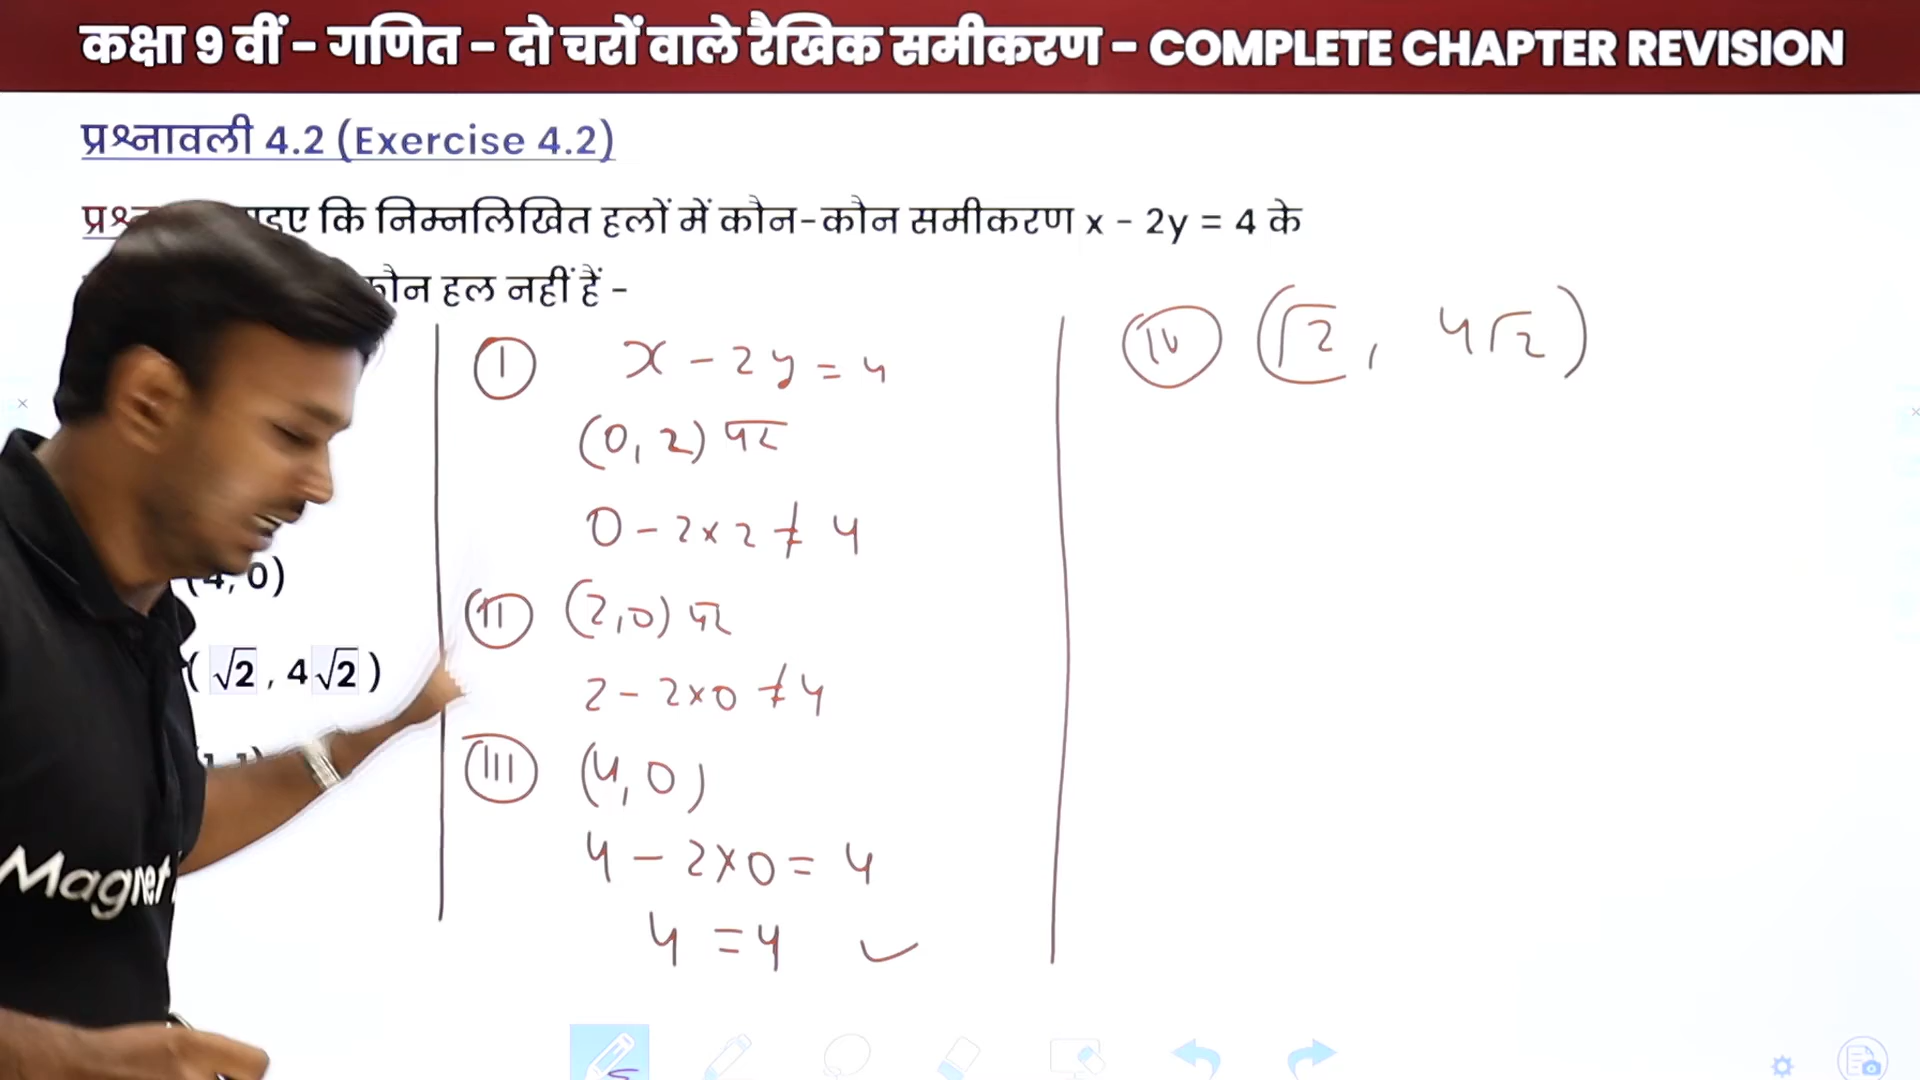 कक्षा 9 वीं - गणित - दो चरों वाले रैखिक समीकरण - COMPLETE CHAPTER REVISION
प्रश्नावली 4.2 (Exercise 4.2)
कि निम्नलिखित हलों में कौन-कौन समीकरण x - 2y = 4 के
कौन हल नहीं हैं -
(4, 0)
( √2 , 4√2 )
Magnet
I x - 2y = 4
(0, 2) पर
0 - 2×2 ≠ 4
II (2,0) पर
2 - 2×0 ≠ 4
III (4,0)
4 - 2×0 = 4
4 = 4 ✓
IV (√2, 4√2)